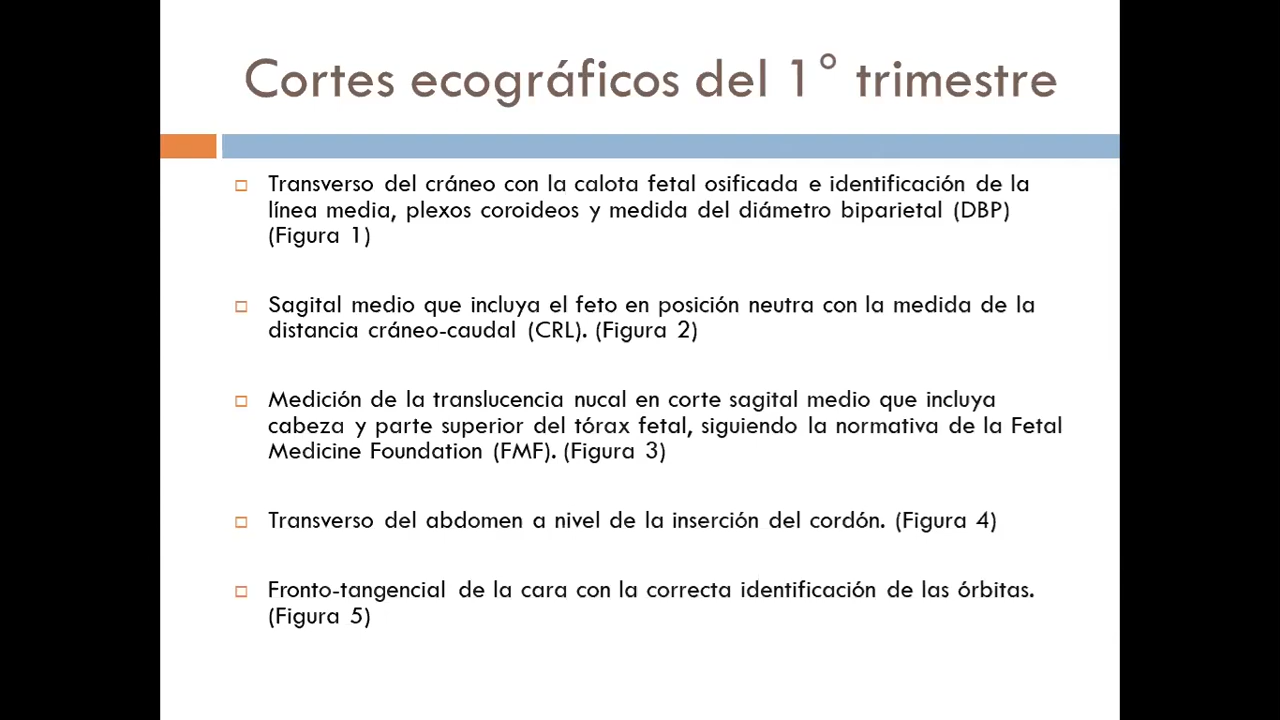 Cortes ecográficos del 1° trimestre
Transverso del cráneo con la calota fetal osificada e identificación de la
línea media, plexos coroideos y medida del diámetro biparietal (DBP)
(Figura 1)
Sagital medio que incluya el feto en posición neutra con la medida de la
distancia cráneo-caudal (CRL). (Figura 2)
Medición de la translucencia nucal en corte sagital medio que incluya
cabeza y parte superior del tórax fetal, siguiendo la normativa de la Fetal
Medicine Foundation (FMF). (Figura 3)
Transverso del abdomen a nivel de la inserción del cordón. (Figura 4)
Fronto-tangencial de la cara con la correcta identificación de las órbitas.
(Figura 5)